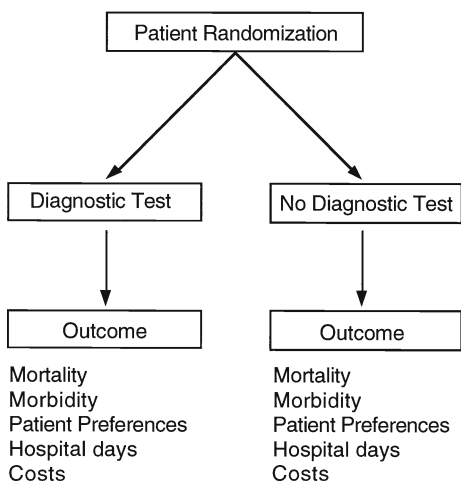 Patient Randomization
Diagnostic Test
No Diagnostic Test
Outcome
Outcome
Mortality
Morbidity
Patient Preferences
Hospital days
Costs
Mortality
Morbidity
Patient Preferences
Hospital days
Costs